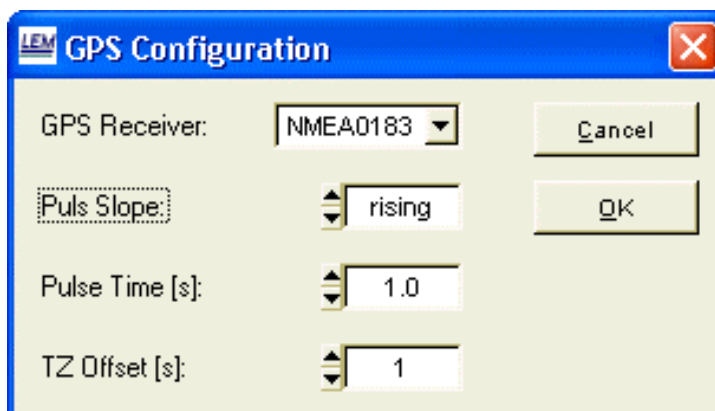 LEM GPS Configuration
GPS Receiver: NMEA0183 Cancel
Puls Slope: rising OK
Pulse Time [s]: 1.0
TZ Offset [s]: 1